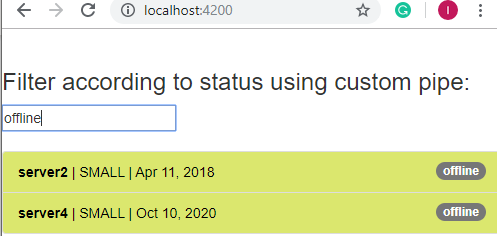 localhost:4200
I
Filter according to status using custom pipe:
offline
server2 | SMALL | Apr 11, 2018 offline
server4 | SMALL | Oct 10, 2020 offline